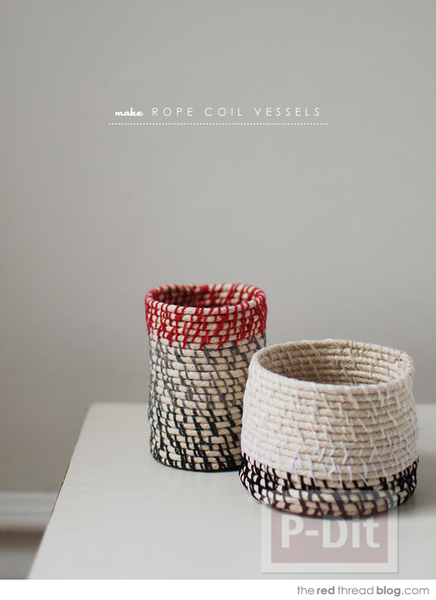 make ROPE COIL VESSELS
P-Dit
the red thread blog.com